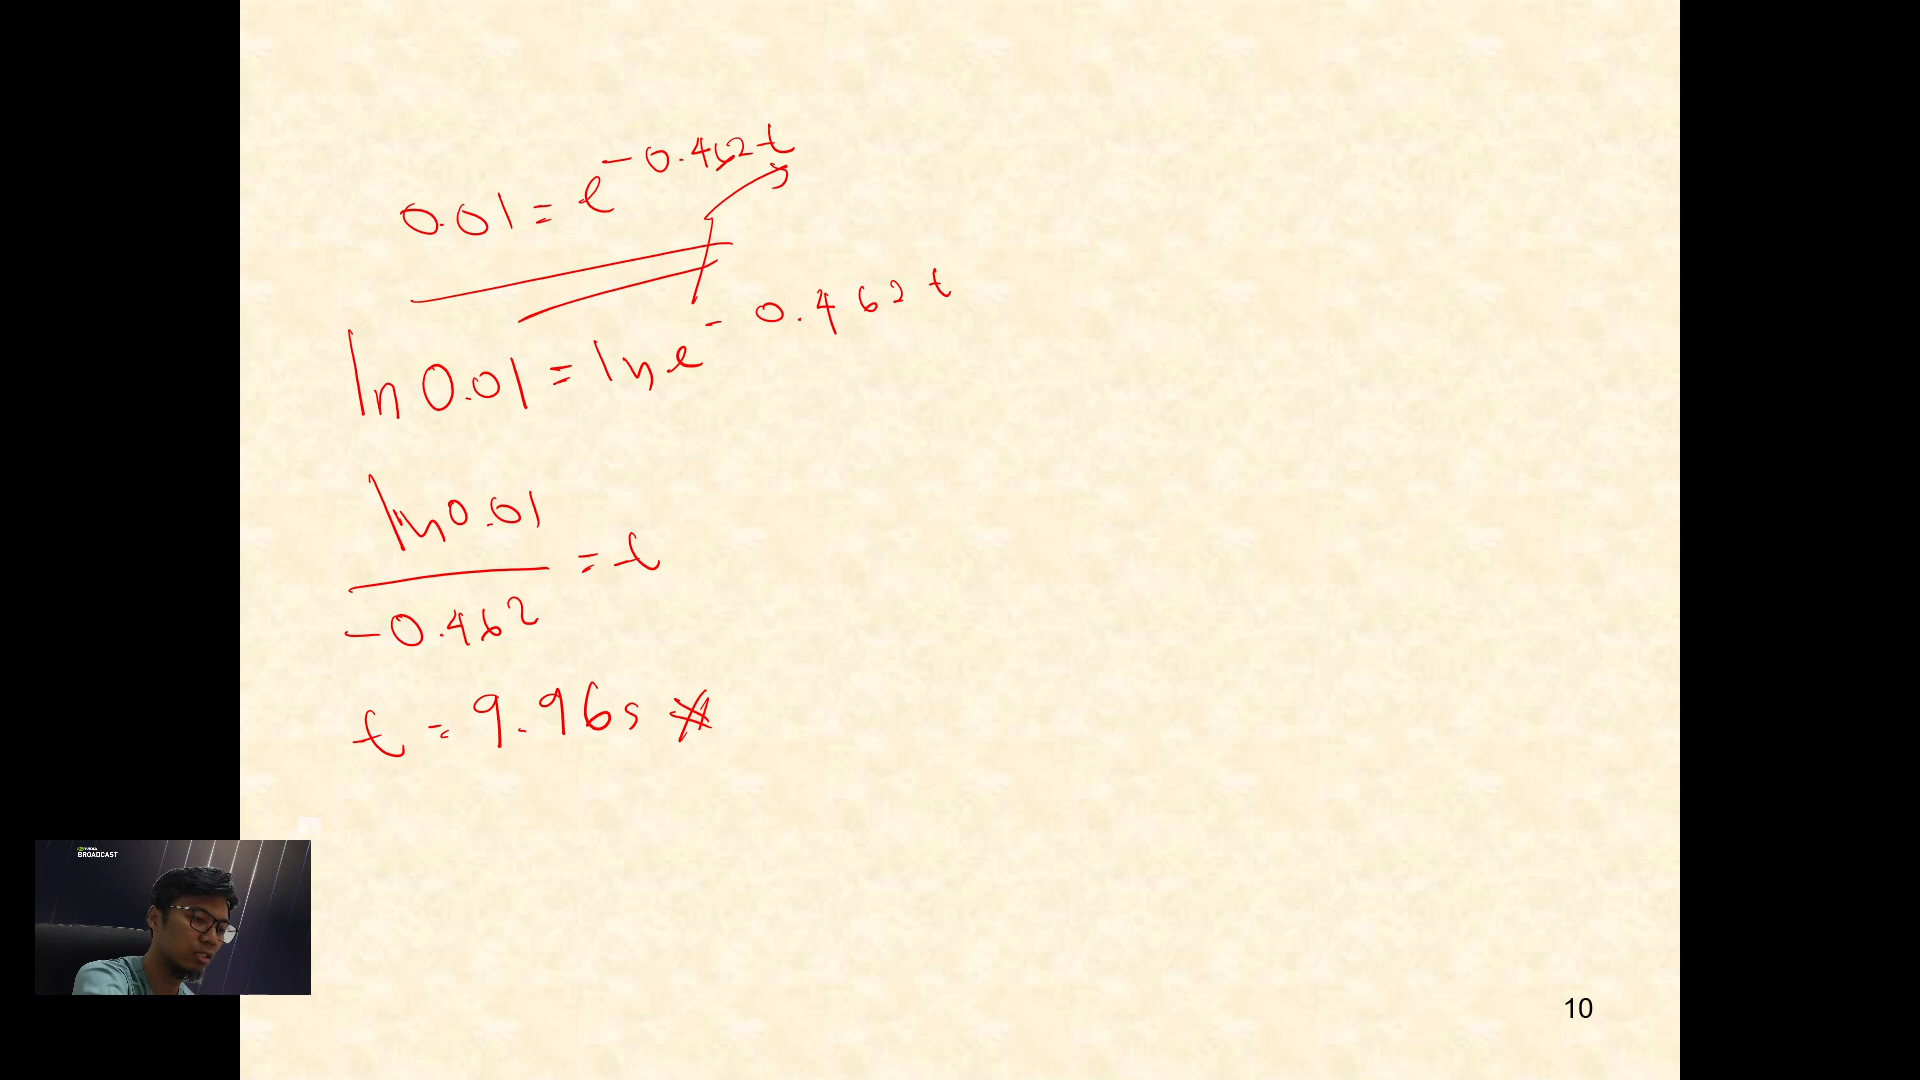 0.01 = e^-0.462t
ln 0.01 = ln e^-0.462t
ln 0.01
-0.462
= t
t = 9.96s
NVIDIA
BROADCAST
10